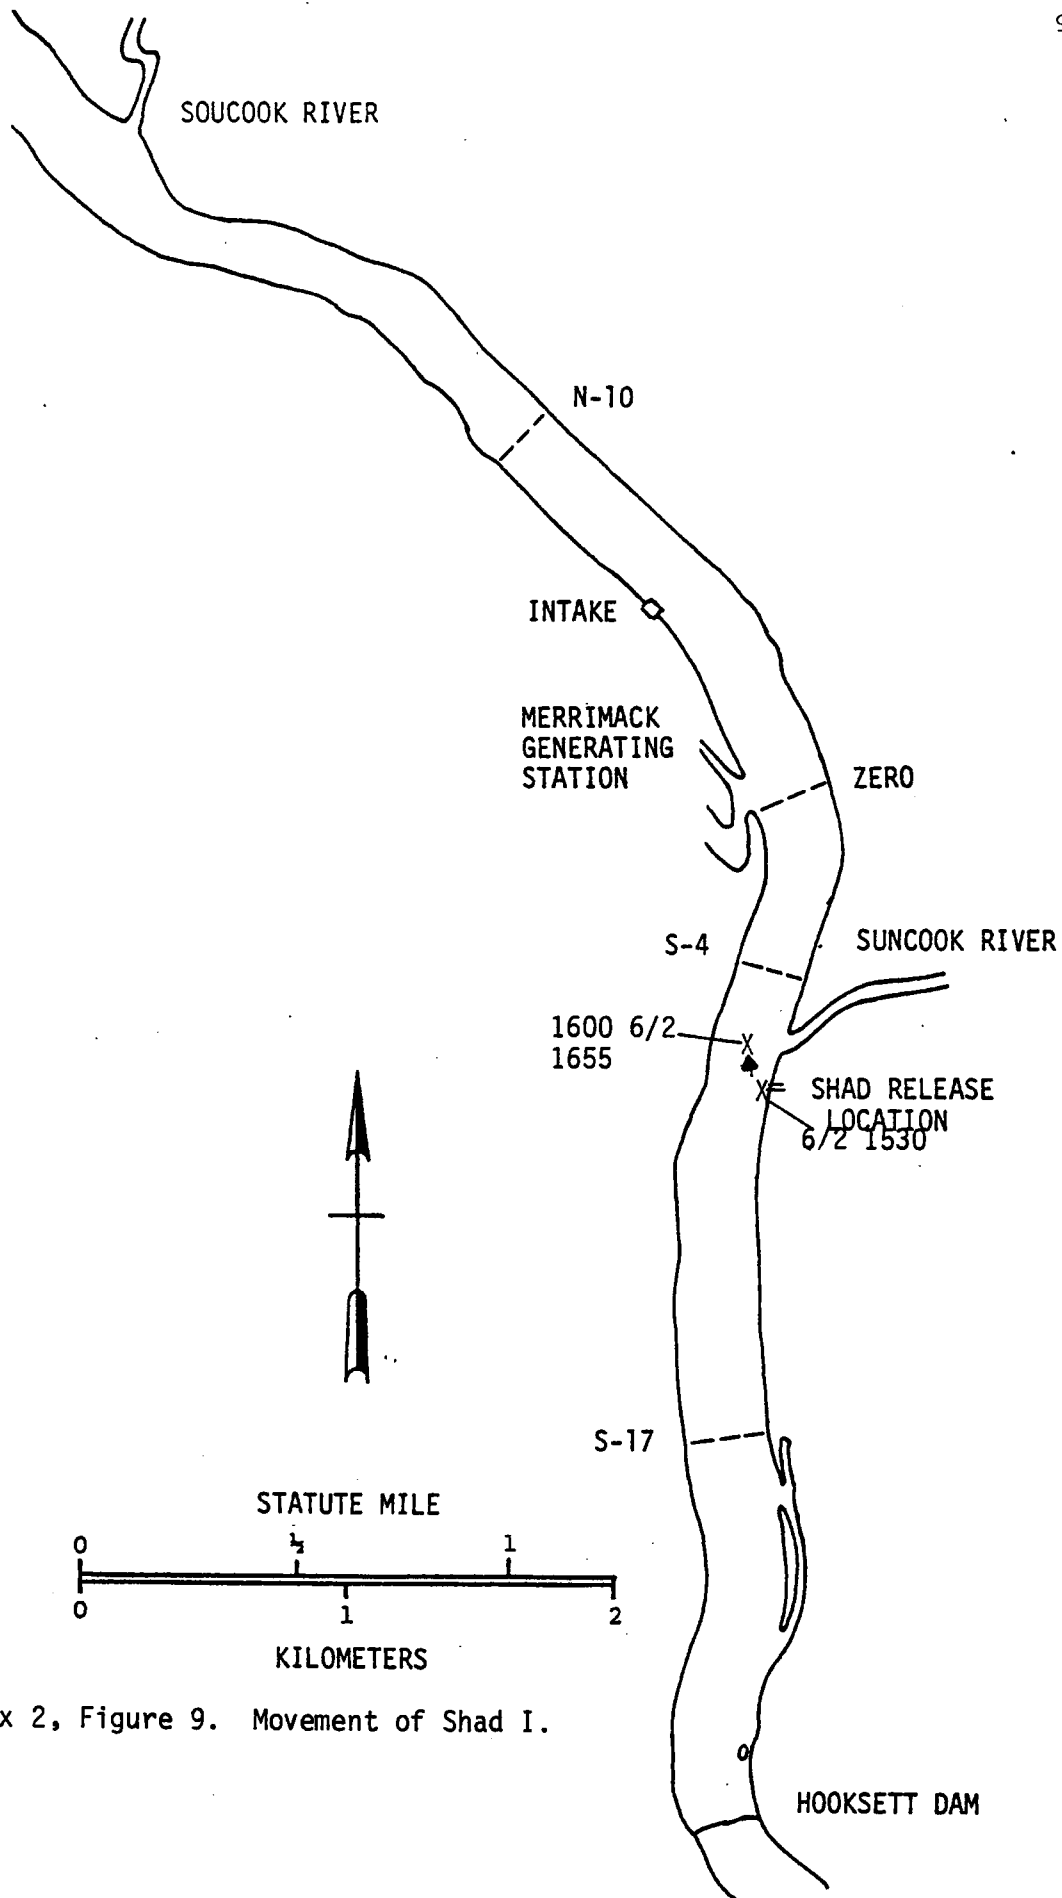 9
SOUCOOK RIVER
N-10
INTAKE
MERRIMACK
GENERATING
STATION
ZERO
S-4
SUNCOOK RIVER
1600 6/2
1655
X
X=
SHAD RELEASE
LOCATION
6/2 1530
S-17
STATUTE MILE
0 ½ 1
0 1 2
KILOMETERS
x 2, Figure 9. Movement of Shad I.
HOOKSETT DAM